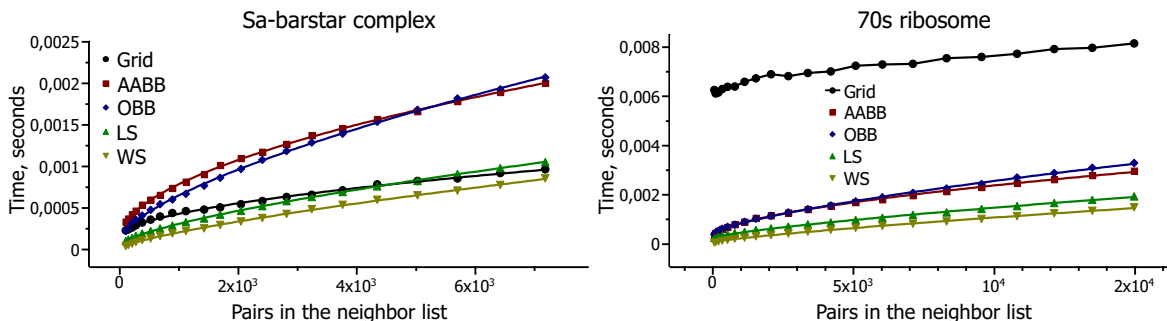 Sa-barstar complex
0,0025
0,002
0,0015
0,001
0,0005
0
Time, seconds
Grid
AABB
OBB
LS
WS
0
2x10³
4x10³
6x10³
Pairs in the neighbor list
70s ribosome
0,008
0,006
0,004
0,002
0
Time, seconds
Grid
AABB
OBB
LS
WS
0
5x10³
10⁴
2x10⁴
Pairs in the neighbor list